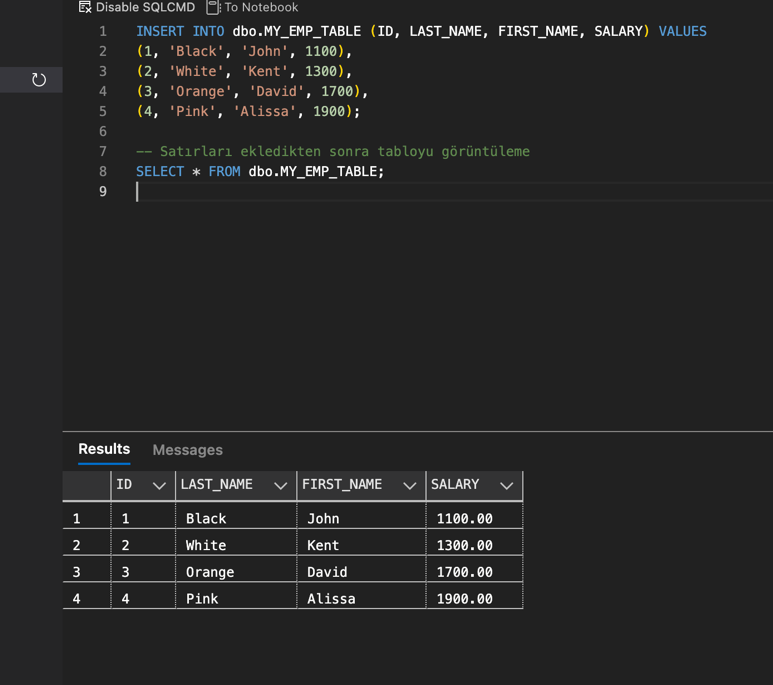 Disable SQLCMD To Notebook
1 INSERT INTO dbo.MY_EMP_TABLE (ID, LAST_NAME, FIRST_NAME, SALARY) VALUES
2 (1, 'Black', 'John', 1100),
3 (2, 'White', 'Kent', 1300),
4 (3, 'Orange', 'David', 1700),
5 (4, 'Pink', 'Alissa', 1900);
6
7 -- Satırları ekledikten sonra tabloyu görüntüleme
8 SELECT * FROM dbo.MY_EMP_TABLE;
9
Results Messages
ID LAST_NAME FIRST_NAME SALARY
1 1 Black John 1100.00
2 2 White Kent 1300.00
3 3 Orange David 1700.00
4 4 Pink Alissa 1900.00